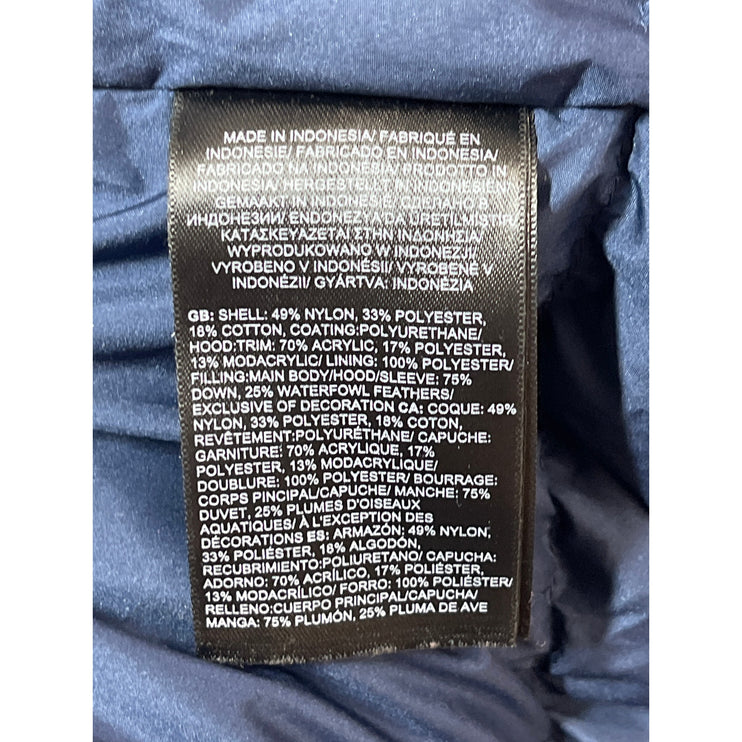 MADE IN INDONESIA/ FABRIQUÉ EN
INDONESIE/ FABRICADO EN INDONESIA/
FABRICADO NA INDONESIA/ PRODOTTO IN
INDONESIA/ HERGESTELLT IN INDONESIEN/
GEMAAKT IN INDONESIË/ СДЕЛАНО В
ИНДОНЕЗИИ/ ENDONEZYADA ÜRETILMISTIR/
ΚΑΤΑΣΚΕΥΑΖΕΤΑΙ ΣΤΗΝ
WYPRODUKOWANO W INDONEZJI/
VYROBENO V INDONÉSII/ VYROBENÉ V
INDONÉZII/ GYÁRTVA: INDONÉZIA
GB: SHELL: 49% NYLON, 33% POLYESTER,
18% COTTON, COATING:POLYURETHANE/
HOOD:TRIM: 70% ACRYLIC, 17% POLYESTER,
13% MODACRYLIC/ LINING: 100% POLYESTER/
FILLING:MAIN BODY/HOOD/SLEEVE: 75%
DOWN, 25% WATERFOWL FEATHERS/
EXCLUSIVE OF DECORATION CA: COQUE: 49%
NYLON, 33% POLYESTER, 18% COTON,
REVÊTEMENT:POLYURÉTHANE/ CAPUCHE:
GARNITURE: 70% ACRYLIQUE, 17%
POLYESTER, 13% MODACRYLIQUE/
DOUBLURE: 100% POLYESTER/ BOURRAGE:
CORPS PRINCIPAL/CAPUCHE/ MANCHE: 75%
DUVET, 25% PLUMES D'OISEAUX
AQUATIQUES/ À L'EXCEPTION DES
DÉCORATIONS ES: ARMAZÓN: 49% NYLON,
33% POLIÉSTER, 18% ALGODÓN,
RECUBRIMIENTO:POLIURETANO/ CAPUCHA:
ADORNO: 70% ACRÍLICO, 17% POLIÉSTER,
13% MODACRÍLICO/ FORRO: 100% POLIÉSTER/
RELLENO:CUERPO PRINCIPAL/CAPUCHA/
MANGA: 75% PLUMÓN, 25% PLUMA DE AVE